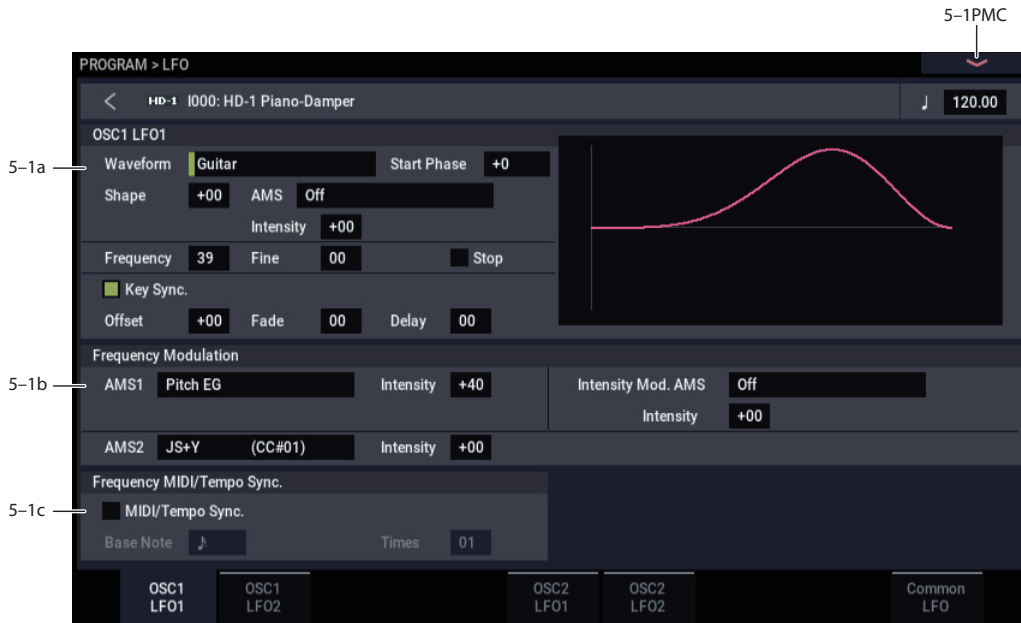 5–1PMC
PROGRAM > LFO
HD-1 I000: HD-1 Piano-Damper
♩ 120.00
OSC1 LFO1
5–1a
Waveform Guitar Start Phase +0
Shape +00 AMS Off
Intensity +00
Frequency 39 Fine 00 Stop
Key Sync.
Offset +00 Fade 00 Delay 00
Frequency Modulation
5–1b
AMS1 Pitch EG Intensity +40 Intensity Mod. AMS Off
Intensity +00
AMS2 JS+Y (CC#01) Intensity +00
Frequency MIDI/Tempo Sync.
5–1c
MIDI/Tempo Sync.
Base Note ♪ Times 01
OSC1 LFO1
OSC1 LFO2
OSC2 LFO1
OSC2 LFO2
Common LFO